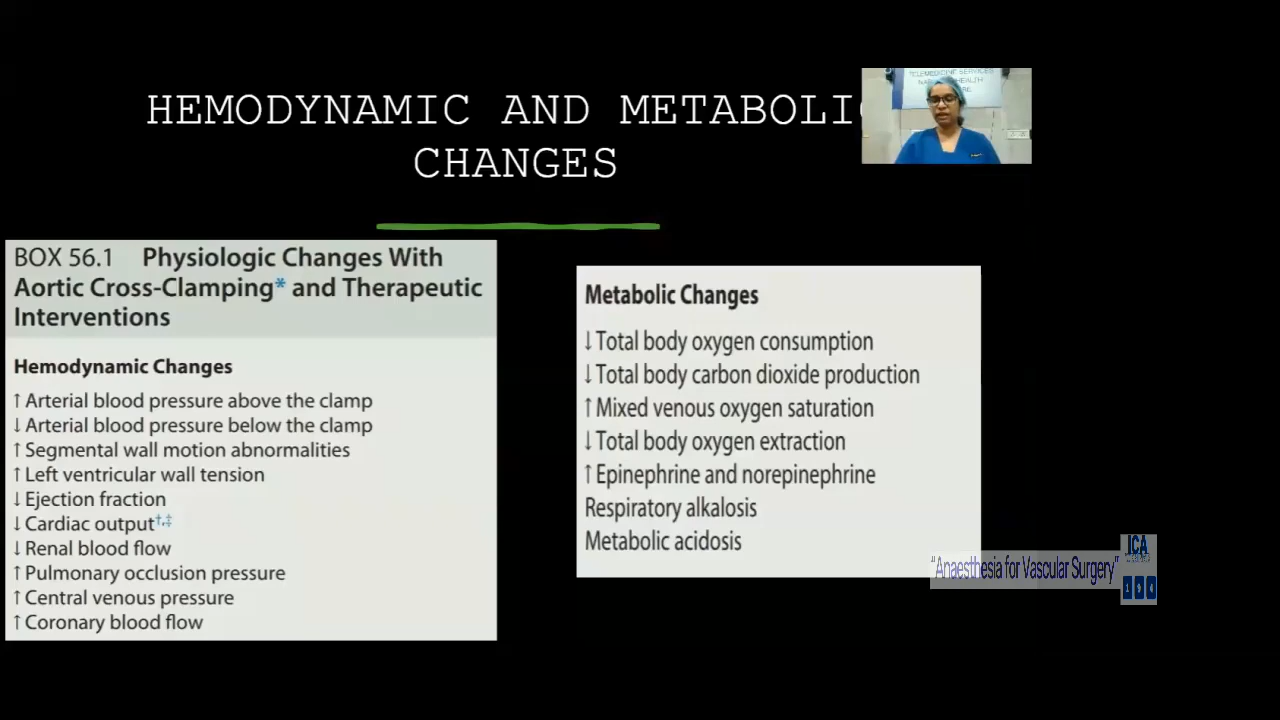 HEMODYNAMIC AND METABOLIC
CHANGES
TELEMEDICINE SERVICES
BOX 56.1 Physiologic Changes With
Aortic Cross-Clamping* and Therapeutic
Interventions
Hemodynamic Changes
↑ Arterial blood pressure above the clamp
↓ Arterial blood pressure below the clamp
↑ Segmental wall motion abnormalities
↑ Left ventricular wall tension
↓ Ejection fraction
↓ Cardiac output†,‡
↓ Renal blood flow
↑ Pulmonary occlusion pressure
↑ Central venous pressure
↑ Coronary blood flow
Metabolic Changes
↓ Total body oxygen consumption
↓ Total body carbon dioxide production
↑ Mixed venous oxygen saturation
↓ Total body oxygen extraction
↑ Epinephrine and norepinephrine
Respiratory alkalosis
Metabolic acidosis
"Anaesthesia for Vascular Surgery"
ICA